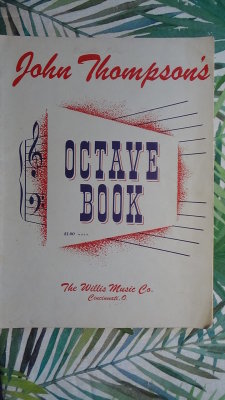 John Thompson's
OCTAVE
BOOK
The Willis Music Co.
Cincinnati, O.